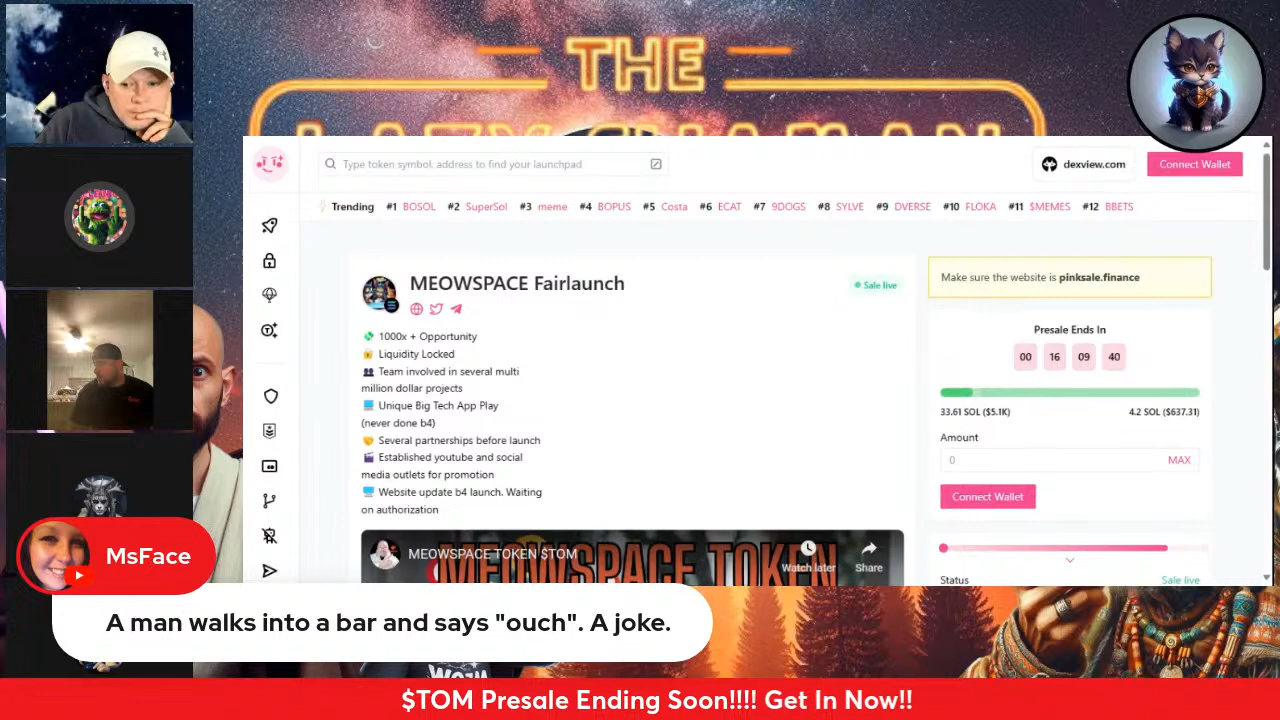 THE
LAZY SHAMAN
Type token symbol, address to find your launchpad
dexview.com
Connect Wallet
Trending #1 BOSOL #2 SuperSol #3 meme #4 BOPUS #5 Costa #6 ECAT #7 9DOGS #8 SYLVE #9 DVERSE #10 FLOKA #11 $MEMES #12 BBETS
MEOWSPACE Fairlaunch
Sale live
1000x + Opportunity
Liquidity Locked
Team involved in several multi
million dollar projects
Unique Big Tech App Play
(never done b4)
Several partnerships before launch
Established youtube and social
media outlets for promotion
Website update b4 launch. Waiting
on authorization
MEOWSPACE TOKEN $TOM
Watch later
Share
MEOWSPACE TOKEN
Make sure the website is pinksale.finance
Presale Ends In
00 16 09 40
33.61 SOL ($5.1K) 4.2 SOL ($637.31)
Amount
0 MAX
Connect Wallet
Status Sale live
MsFace
A man walks into a bar and says "ouch". A joke.
$TOM Presale Ending Soon!!!! Get In Now!!